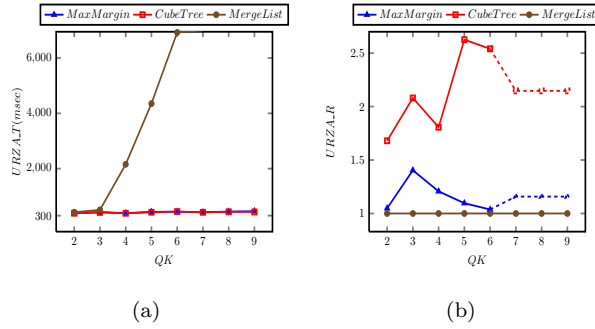 MaxMargin CubeTree MergeList
6,000
4,000
2,000
300
URZA_T(msec)
2 3 4 5 6 7 8 9
QK
(a)
MaxMargin CubeTree MergeList
2.5
2
1.5
1
URZA_R
2 3 4 5 6 7 8 9
QK
(b)